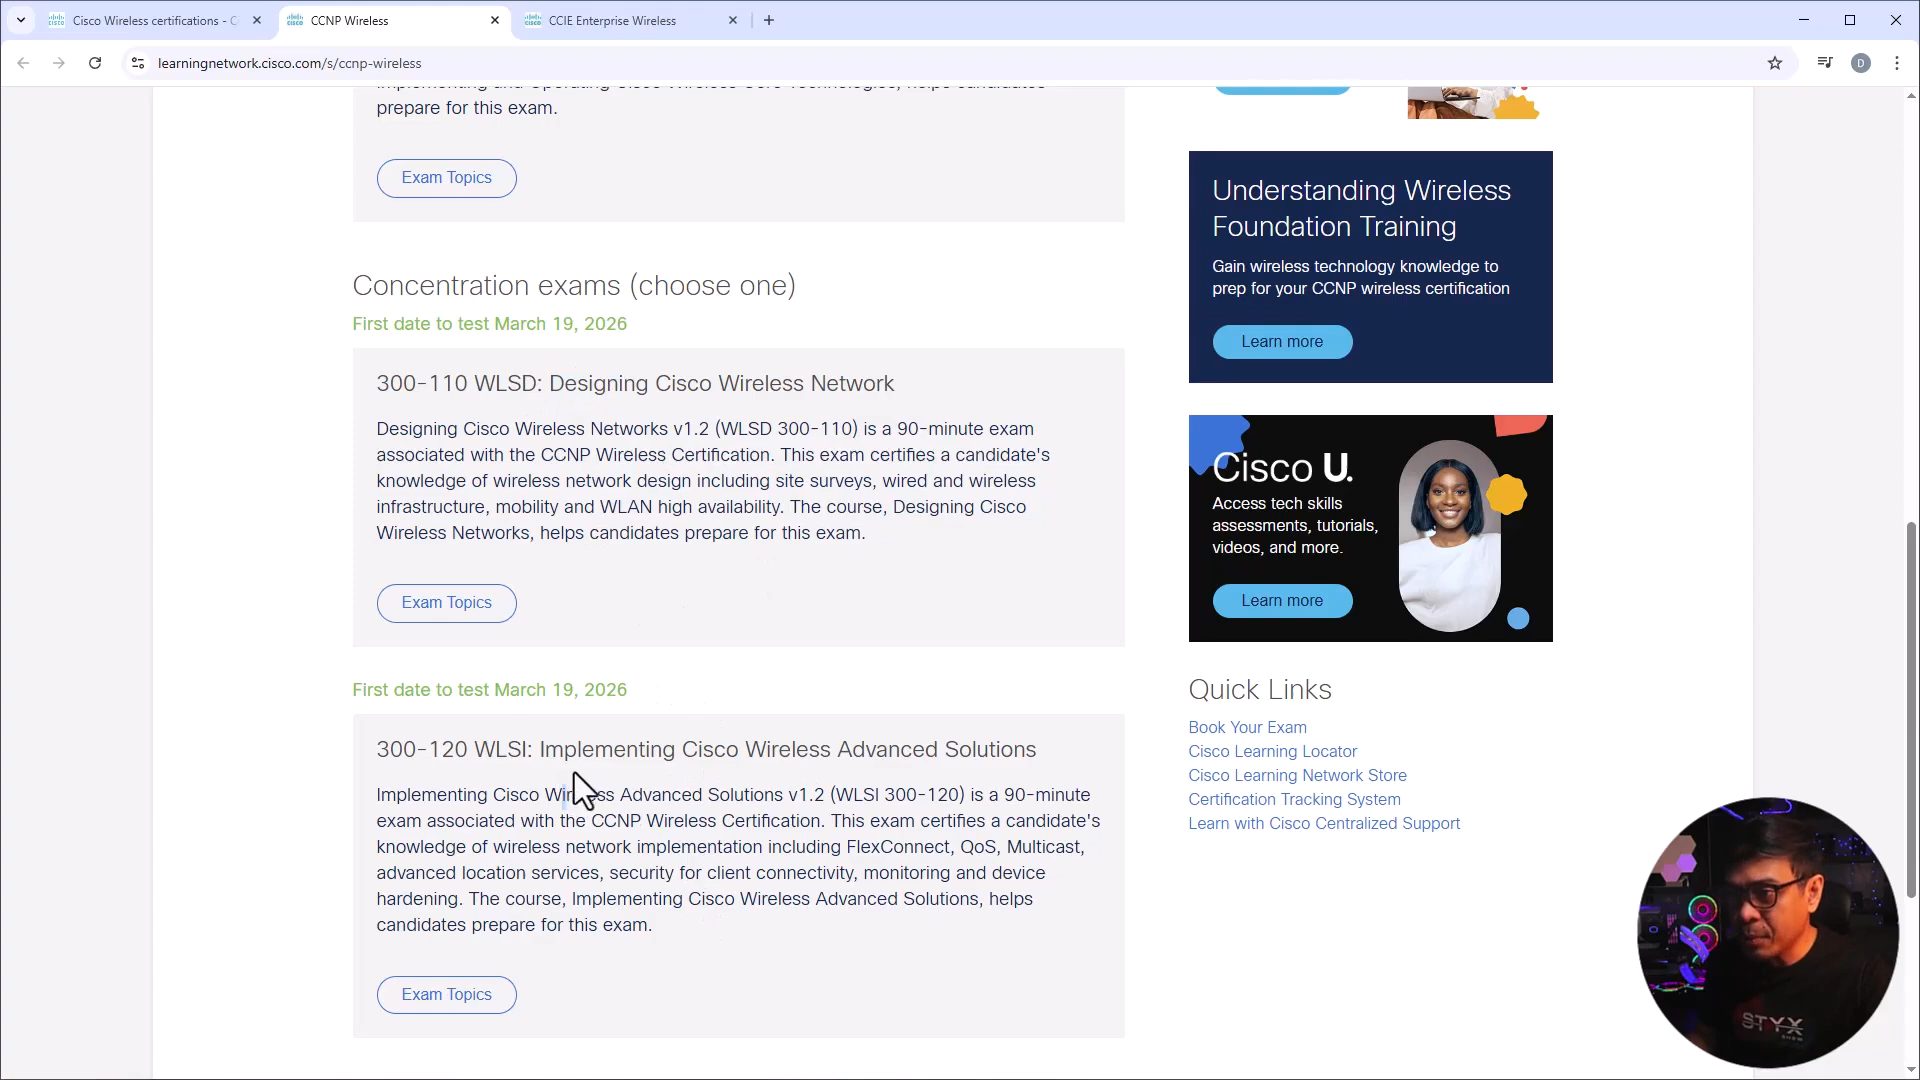 Cisco Wireless certifications - C
CCNP Wireless
CCIE Enterprise Wireless
learningnetwork.cisco.com/s/ccnp-wireless
D
prepare for this exam.
Exam Topics
Concentration exams (choose one)
First date to test March 19, 2026
300-110 WLSD: Designing Cisco Wireless Network
Designing Cisco Wireless Networks v1.2 (WLSD 300-110) is a 90-minute exam
associated with the CCNP Wireless Certification. This exam certifies a candidate's
knowledge of wireless network design including site surveys, wired and wireless
infrastructure, mobility and WLAN high availability. The course, Designing Cisco
Wireless Networks, helps candidates prepare for this exam.
Exam Topics
First date to test March 19, 2026
300-120 WLSI: Implementing Cisco Wireless Advanced Solutions
Implementing Cisco Wireless Advanced Solutions v1.2 (WLSI 300-120) is a 90-minute
exam associated with the CCNP Wireless Certification. This exam certifies a candidate's
knowledge of wireless network implementation including FlexConnect, QoS, Multicast,
advanced location services, security for client connectivity, monitoring and device
hardening. The course, Implementing Cisco Wireless Advanced Solutions, helps
candidates prepare for this exam.
Exam Topics
Understanding Wireless
Foundation Training
Gain wireless technology knowledge to
prep for your CCNP wireless certification
Learn more
Cisco U.
Access tech skills
assessments, tutorials,
videos, and more.
Learn more
Quick Links
Book Your Exam
Cisco Learning Locator
Cisco Learning Network Store
Certification Tracking System
Learn with Cisco Centralized Support
STYX